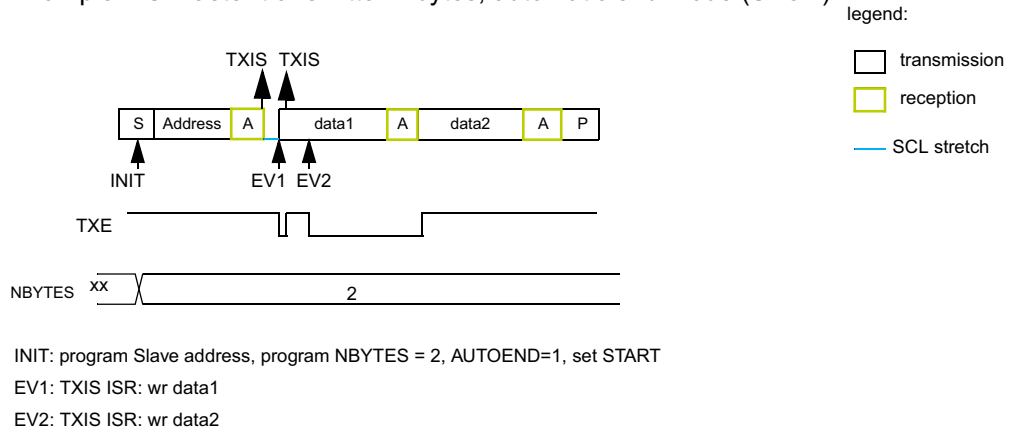 legend:
transmission
reception
SCL stretch
TXIS TXIS
S Address A data1 A data2 A P
INIT EV1 EV2
TXE
NBYTES xx 2
INIT: program Slave address, program NBYTES = 2, AUTOEND=1, set START
EV1: TXIS ISR: wr data1
EV2: TXIS ISR: wr data2